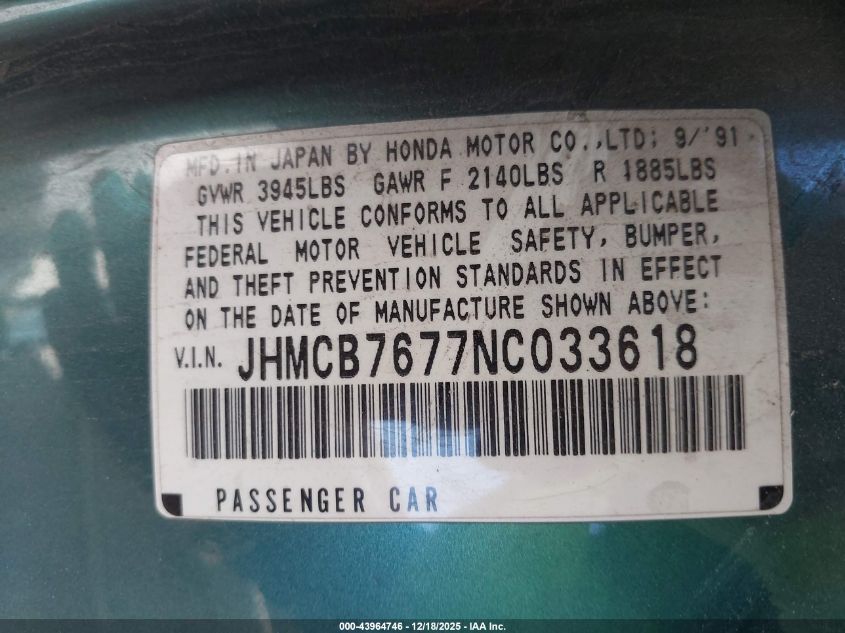 MFD. IN JAPAN BY HONDA MOTOR CO.,LTD; 9/'91
GVWR 3945LBS GAWR F 2140LBS R 1885LBS
THIS VEHICLE CONFORMS TO ALL APPLICABLE
FEDERAL MOTOR VEHICLE SAFETY, BUMPER,
AND THEFT PREVENTION STANDARDS IN EFFECT
ON THE DATE OF MANUFACTURE SHOWN ABOVE:
V.I.N. JHMCB7677NC033618
PASSENGER CAR
000-43964746 — 12/18/2025 - IAA Inc.